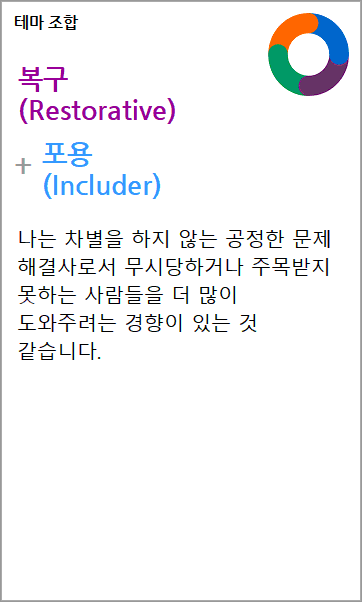 테마 조합
복구
(Restorative)
+ 포용
(Includer)
나는 차별을 하지 않는 공정한 문제
해결사로서 무시당하거나 주목받지
못하는 사람들을 더 많이
도와주려는 경향이 있는 것
같습니다.